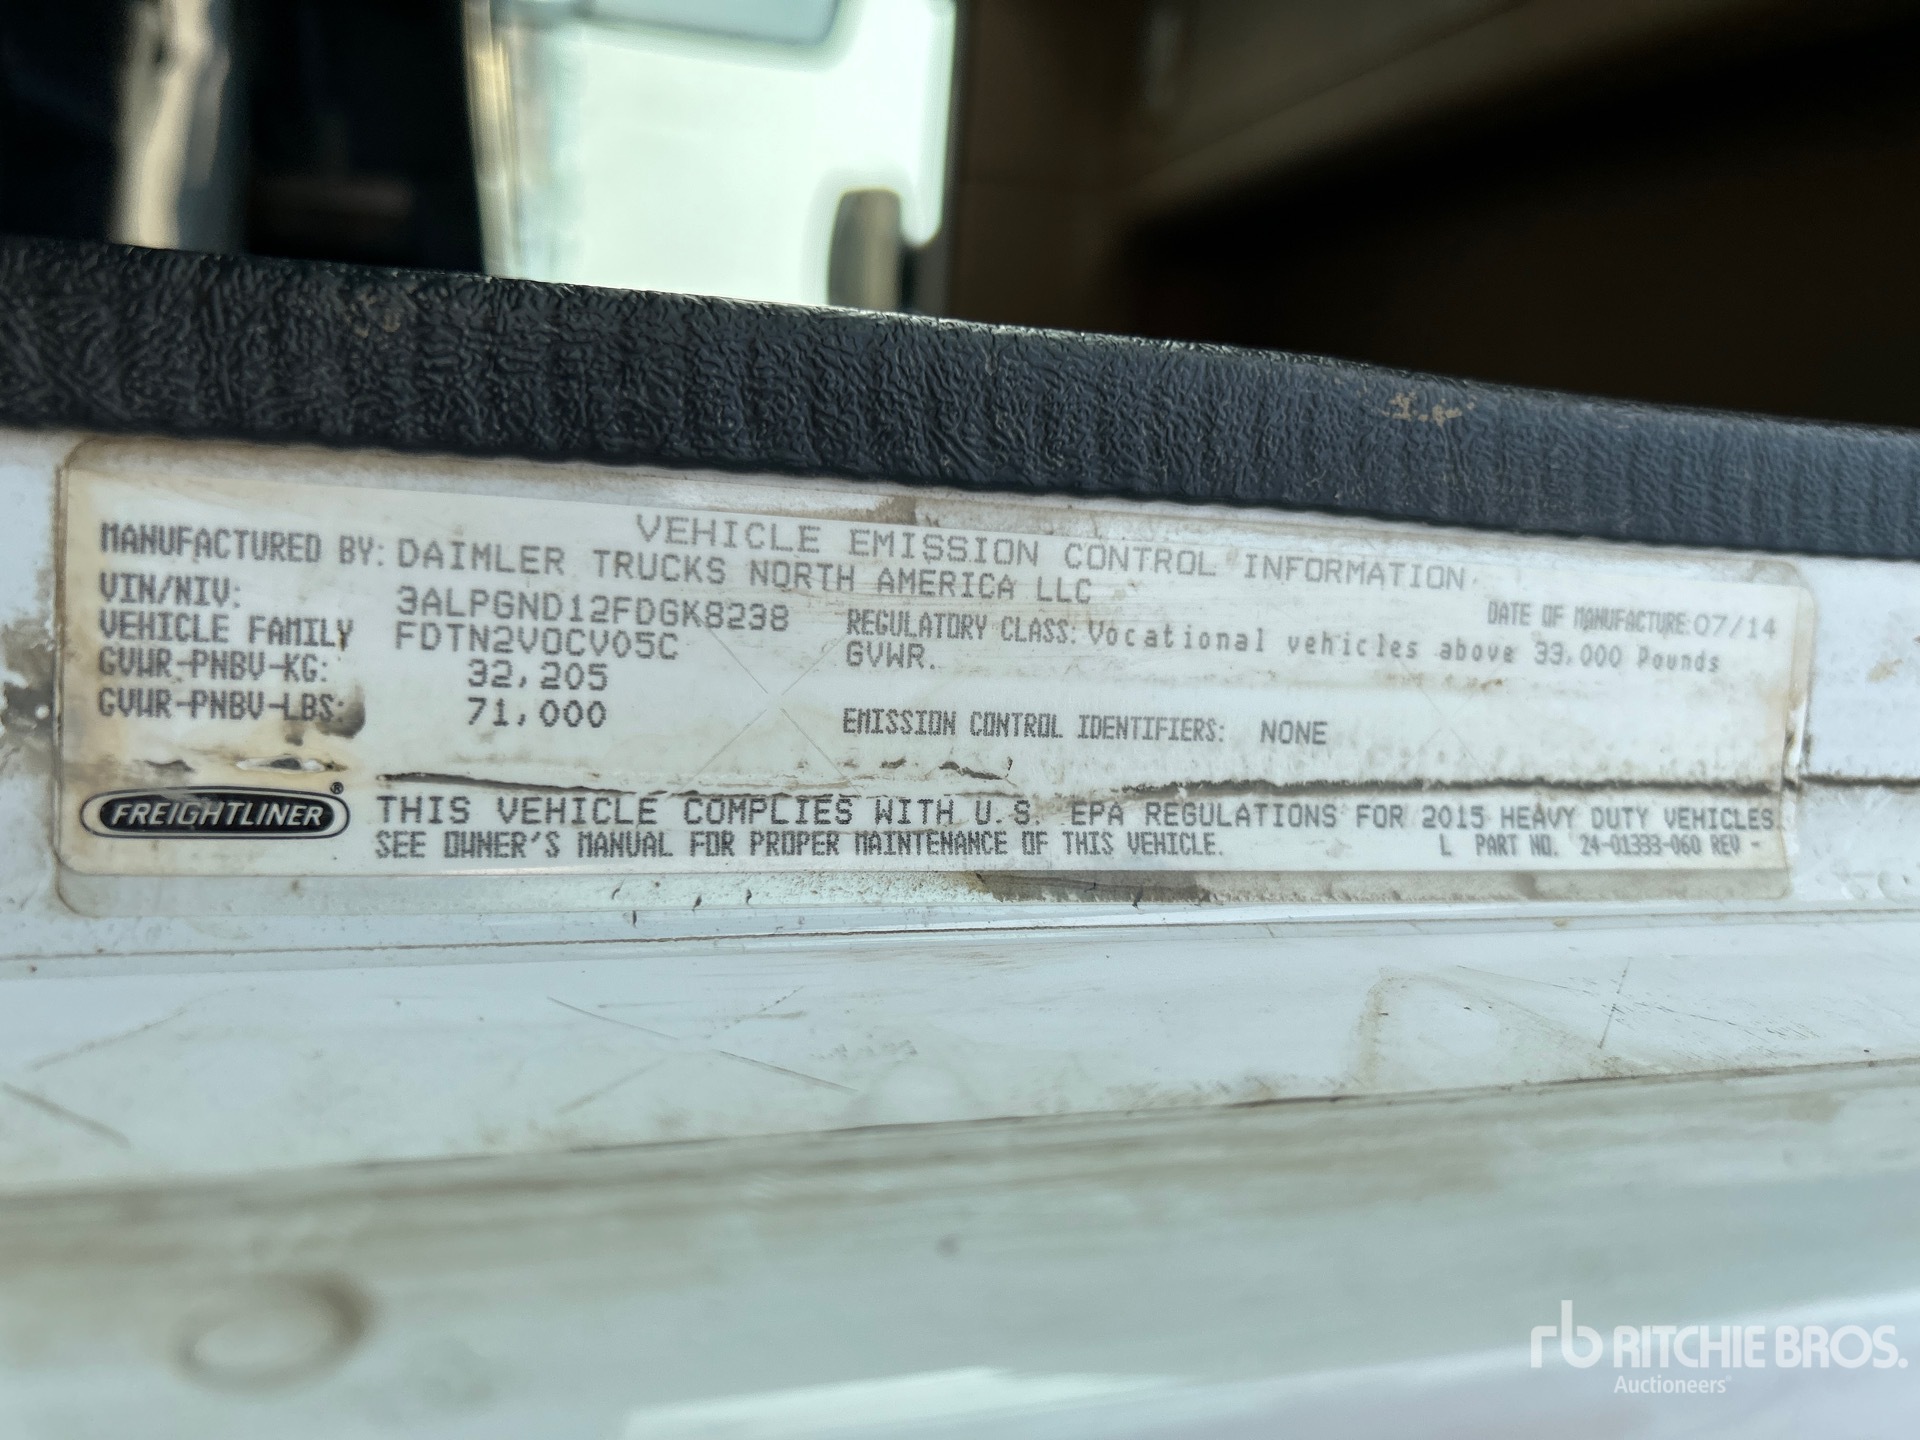 VEHICLE EMISSION CONTROL INFORMATION
MANUFACTURED BY: DAIMLER TRUCKS NORTH AMERICA LLC
DATE OF MANUFACTURE: 07/14
VIN/NIV: 3ALPGND12FDGK8238
REGULATORY CLASS: Vocational vehicles above 33,000 Pounds
GVWR.
VEHICLE FAMILY FDTN2VOCV05C
GVWR-PNBV-KG: 32,205
GVWR-PNBV-LBS: 71,000
EMISSION CONTROL IDENTIFIERS: NONE
FREIGHTLINER®
THIS VEHICLE COMPLIES WITH U.S. EPA REGULATIONS FOR 2015 HEAVY DUTY VEHICLES.
SEE OWNER'S MANUAL FOR PROPER MAINTENANCE OF THIS VEHICLE.
L PART NO. 24-01333-060 REV -
rb RITCHIE BROS.
Auctioneers